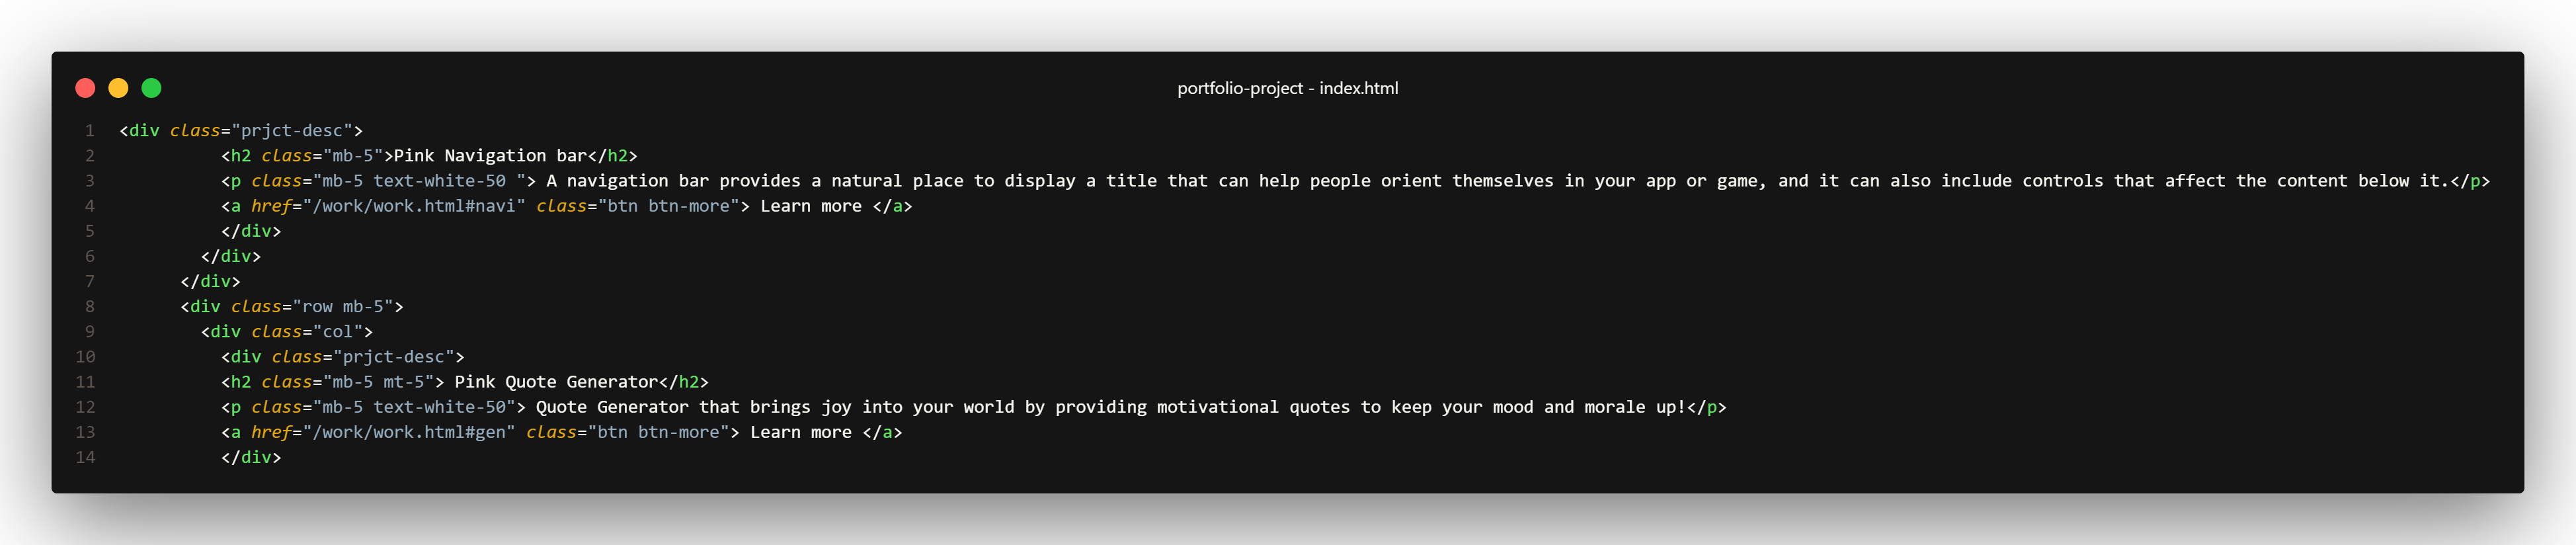 portfolio-project - index.html
1 <div class="prjct-desc">
2           <h2 class="mb-5">Pink Navigation bar</h2>
3           <p class="mb-5 text-white-50 "> A navigation bar provides a natural place to display a title that can help people orient themselves in your app or game, and it can also include controls that affect the content below it.</p>
4           <a href="/work/work.html#navi" class="btn btn-more"> Learn more </a>
5           </div>
6         </div>
7       </div>
8       <div class="row mb-5">
9         <div class="col">
10           <div class="prjct-desc">
11           <h2 class="mb-5 mt-5"> Pink Quote Generator</h2>
12           <p class="mb-5 text-white-50"> Quote Generator that brings joy into your world by providing motivational quotes to keep your mood and morale up!</p>
13           <a href="/work/work.html#gen" class="btn btn-more"> Learn more </a>
14           </div>